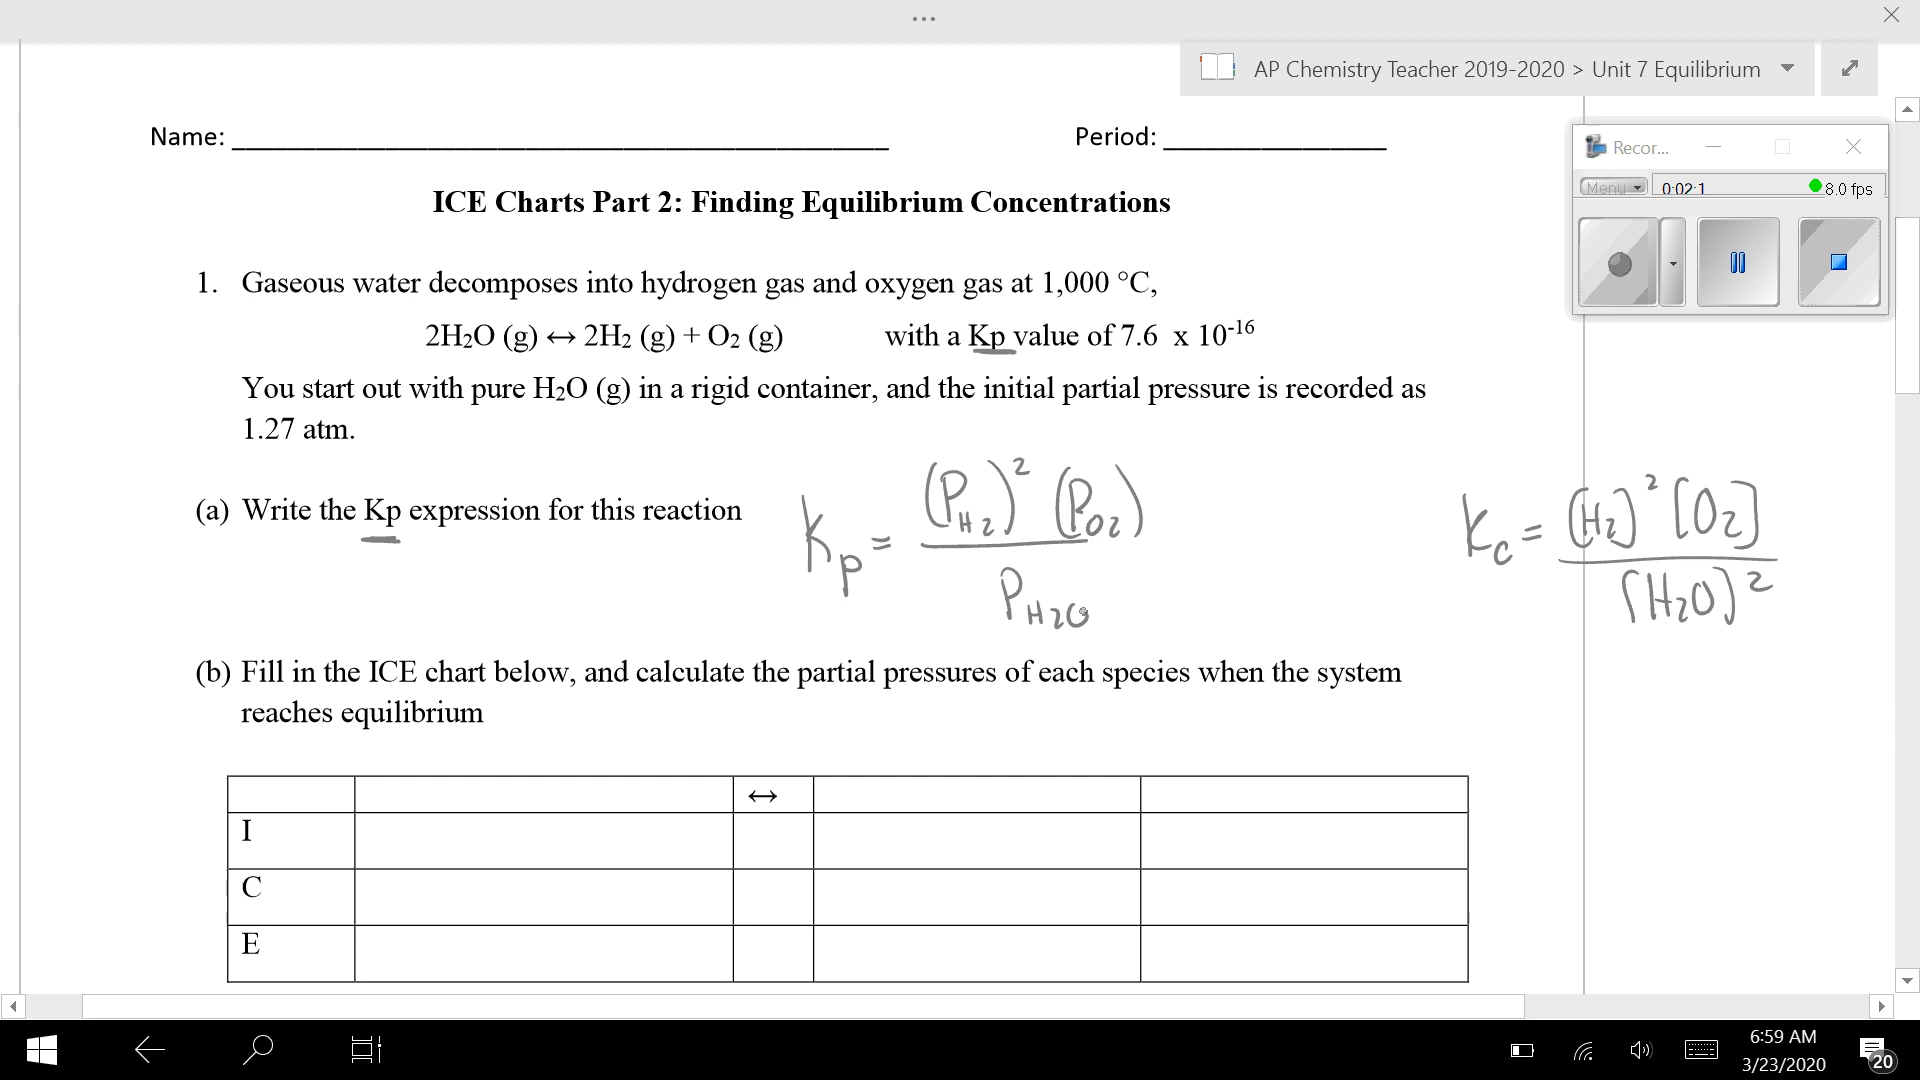 ...
AP Chemistry Teacher 2019-2020 > Unit 7 Equilibrium
Name: Period:
Recor...
Menu 0:02:1 8.0 fps
ICE Charts Part 2: Finding Equilibrium Concentrations
1. Gaseous water decomposes into hydrogen gas and oxygen gas at 1,000 °C,
2H₂O (g) ↔ 2H₂ (g) + O₂ (g) with a Kp value of 7.6 x 10⁻¹⁶
You start out with pure H₂O (g) in a rigid container, and the initial partial pressure is recorded as
1.27 atm.
(a) Write the Kp expression for this reaction
Kp = (P_H₂)² (P_O₂)
P_H₂O
Kc = [H₂]² [O₂]
[H₂O]²
(b) Fill in the ICE chart below, and calculate the partial pressures of each species when the system
reaches equilibrium
↔
I
C
E
6:59 AM
3/23/2020
20